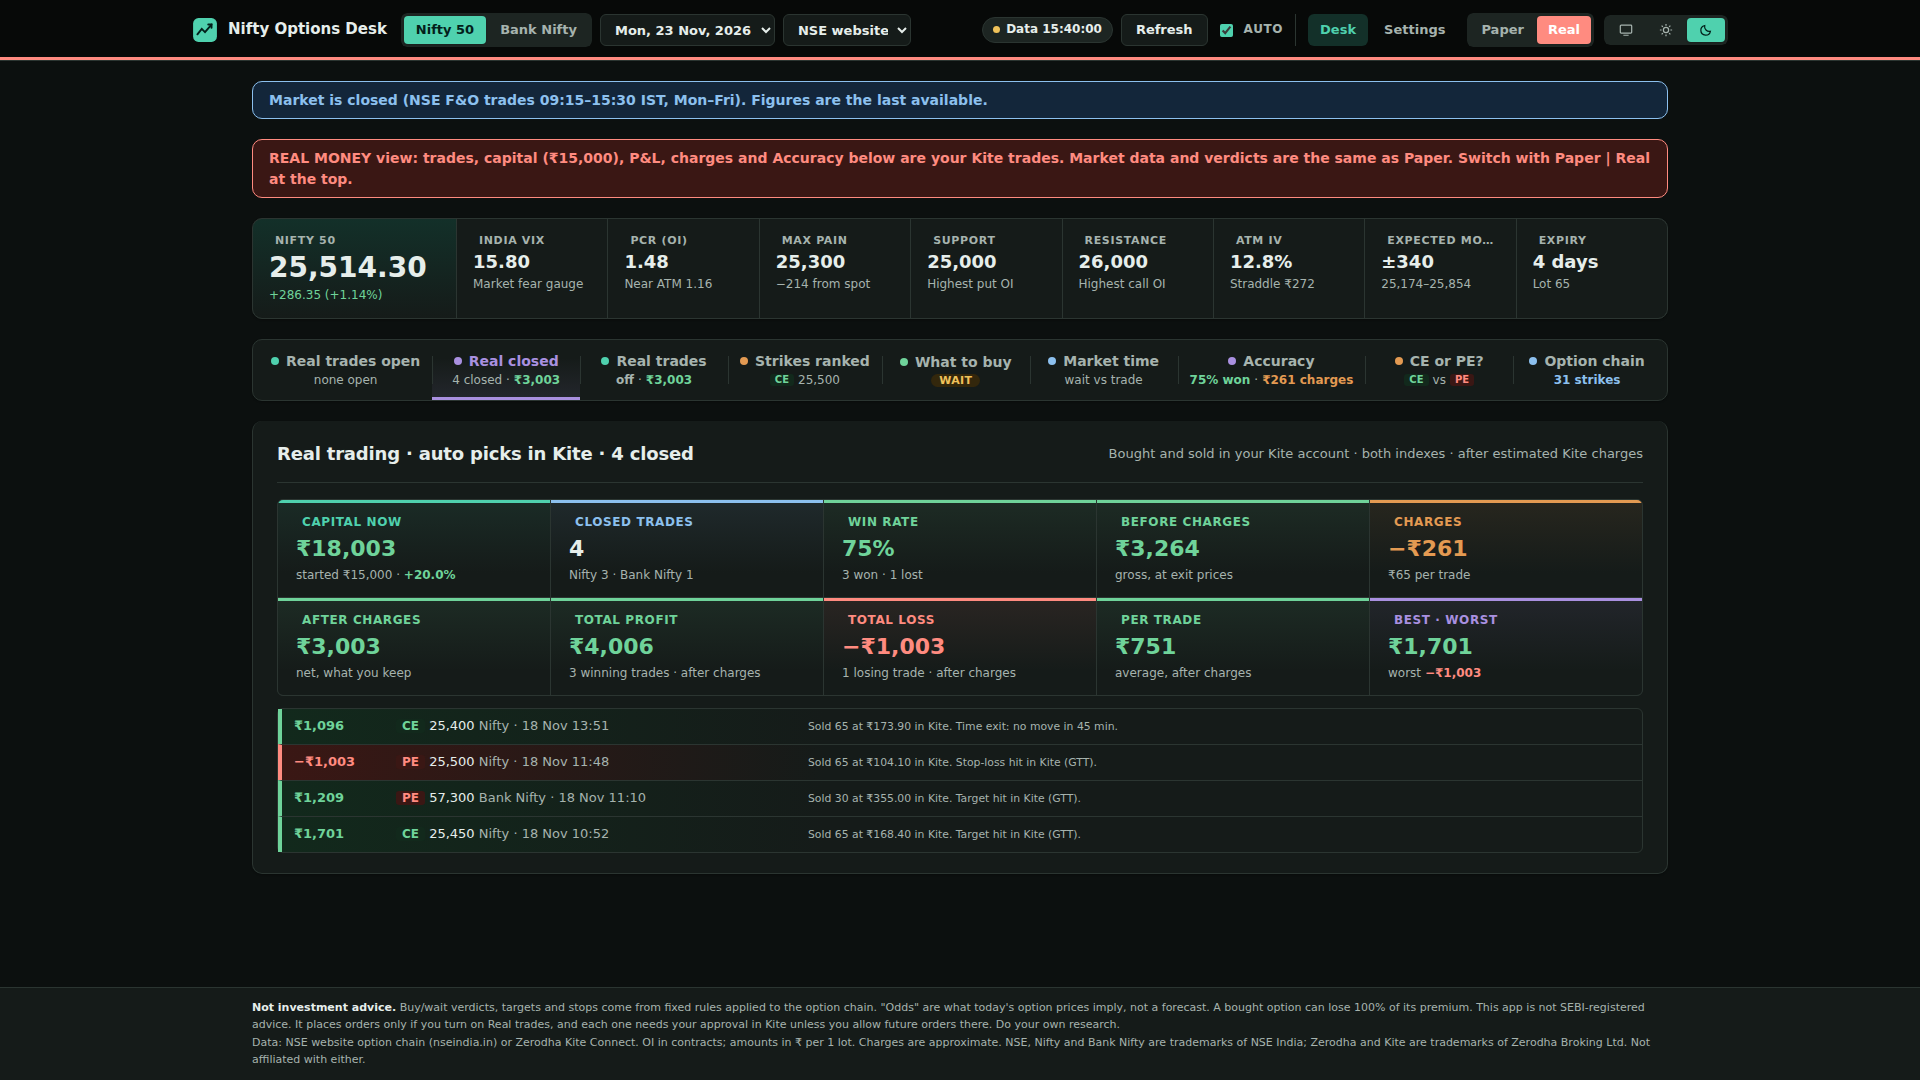 Nifty Options Desk
Nifty 50
Bank Nifty
Mon, 23 Nov, 2026
NSE website
Data 15:40:00
Refresh
AUTO
Desk
Settings
Paper
Real
Market is closed (NSE F&O trades 09:15–15:30 IST, Mon–Fri). Figures are the last available.
REAL MONEY view: trades, capital (₹15,000), P&L, charges and Accuracy below are your Kite trades. Market data and verdicts are the same as Paper. Switch with Paper | Real
at the top.
NIFTY 50
25,514.30
+286.35 (+1.14%)
INDIA VIX
15.80
Market fear gauge
PCR (OI)
1.48
Near ATM 1.16
MAX PAIN
25,300
−214 from spot
SUPPORT
25,000
Highest put OI
RESISTANCE
26,000
Highest call OI
ATM IV
12.8%
Straddle ₹272
EXPECTED MO…
±340
25,174–25,854
EXPIRY
4 days
Lot 65
Real trades open
none open
Real closed
4 closed · ₹3,003
Real trades
off · ₹3,003
Strikes ranked
CE 25,500
What to buy
WAIT
Market time
wait vs trade
Accuracy
75% won · ₹261 charges
CE or PE?
CE vs PE
Option chain
31 strikes
Real trading · auto picks in Kite · 4 closed
Bought and sold in your Kite account · both indexes · after estimated Kite charges
CAPITAL NOW
₹18,003
started ₹15,000 · +20.0%
CLOSED TRADES
4
Nifty 3 · Bank Nifty 1
WIN RATE
75%
3 won · 1 lost
BEFORE CHARGES
₹3,264
gross, at exit prices
CHARGES
−₹261
₹65 per trade
AFTER CHARGES
₹3,003
net, what you keep
TOTAL PROFIT
₹4,006
3 winning trades · after charges
TOTAL LOSS
−₹1,003
1 losing trade · after charges
PER TRADE
₹751
average, after charges
BEST · WORST
₹1,701
worst −₹1,003
₹1,096 CE 25,400 Nifty · 18 Nov 13:51 Sold 65 at ₹173.90 in Kite. Time exit: no move in 45 min.
−₹1,003 PE 25,500 Nifty · 18 Nov 11:48 Sold 65 at ₹104.10 in Kite. Stop-loss hit in Kite (GTT).
₹1,209 PE 57,300 Bank Nifty · 18 Nov 11:10 Sold 30 at ₹355.00 in Kite. Target hit in Kite (GTT).
₹1,701 CE 25,450 Nifty · 18 Nov 10:52 Sold 65 at ₹168.40 in Kite. Target hit in Kite (GTT).
Not investment advice. Buy/wait verdicts, targets and stops come from fixed rules applied to the option chain. "Odds" are what today's option prices imply, not a forecast. A bought option can lose 100% of its premium. This app is not SEBI-registered
advice. It places orders only if you turn on Real trades, and each one needs your approval in Kite unless you allow future orders there. Do your own research.
Data: NSE website option chain (nseindia.in) or Zerodha Kite Connect. OI in contracts; amounts in ₹ per 1 lot. Charges are approximate. NSE, Nifty and Bank Nifty are trademarks of NSE India; Zerodha and Kite are trademarks of Zerodha Broking Ltd. Not
affiliated with either.